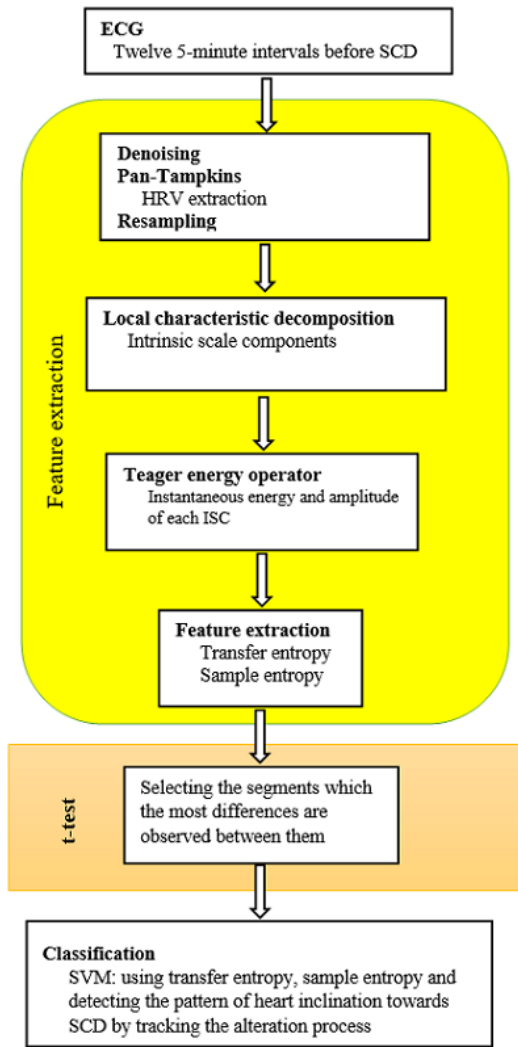 ECG
Twelve 5-minute intervals before SCD
Denoising
Pan-Tampkins
HRV extraction
Resampling
Local characteristic decomposition
Intrinsic scale components
Feature extraction
Teager energy operator
Instantaneous energy and amplitude
of each ISC
Feature extraction
Transfer entropy
Sample entropy
t-test
Selecting the segments which
the most differences are
observed between them
Classification
SVM: using transfer entropy, sample entropy and
detecting the pattern of heart inclination towards
SCD by tracking the alteration process